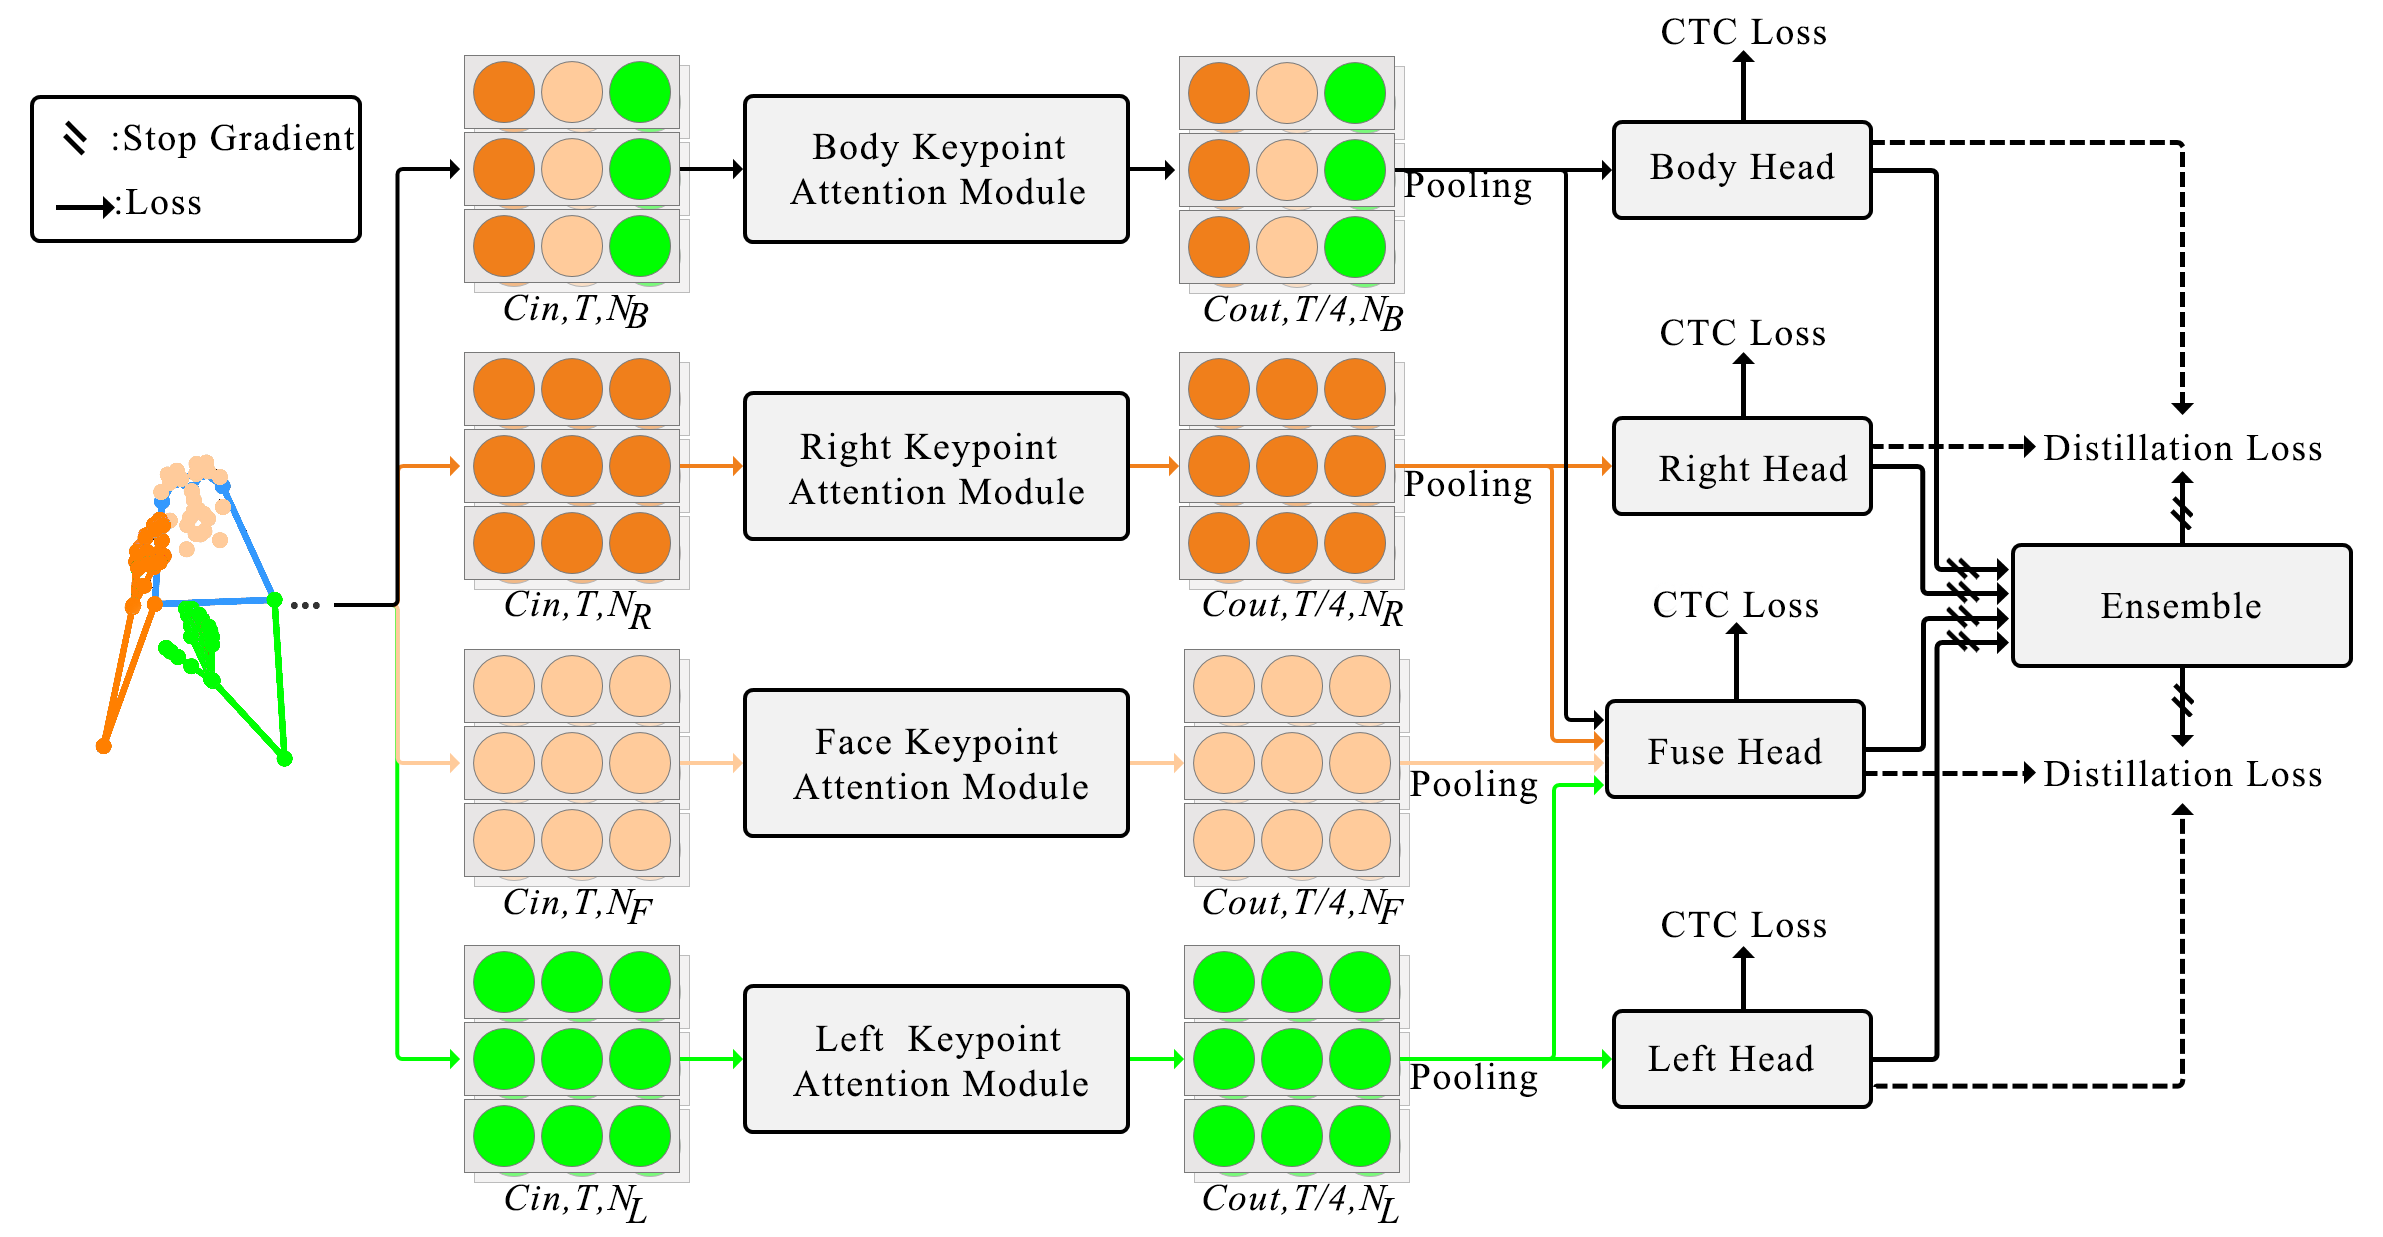 :Stop Gradient
:Loss
Cin,T,N_B
Body Keypoint
Attention Module
Cout,T/4,N_B
Pooling
CTC Loss
Body Head
Cin,T,N_R
Right Keypoint
Attention Module
Cout,T/4,N_R
Pooling
CTC Loss
Right Head
Distillation Loss
Ensemble
Cin,T,N_F
Face Keypoint
Attention Module
Cout,T/4,N_F
Pooling
CTC Loss
Fuse Head
Distillation Loss
Cin,T,N_L
Left Keypoint
Attention Module
Cout,T/4,N_L
Pooling
CTC Loss
Left Head